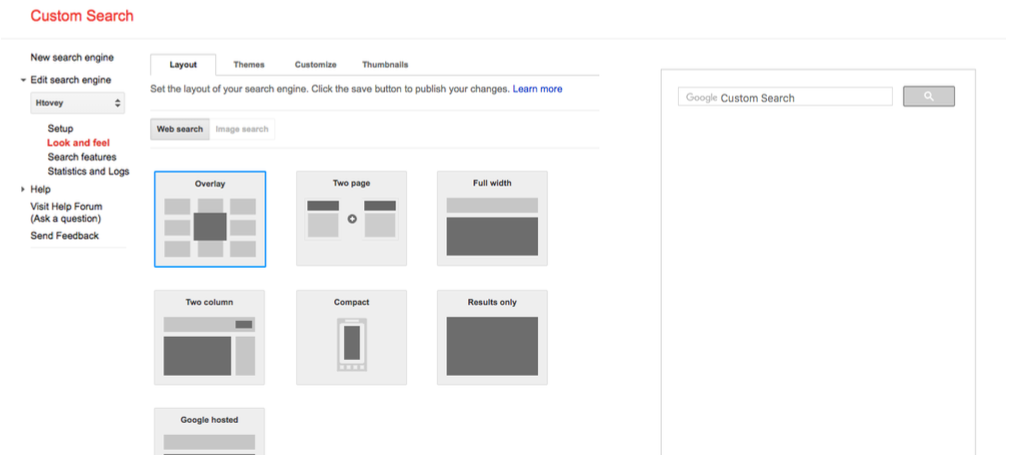 Custom Search
New search engine
Edit search engine
Htovey
Setup
Look and feel
Search features
Statistics and Logs
Help
Visit Help Forum
(Ask a question)
Send Feedback
Layout Themes Customize Thumbnails
Set the layout of your search engine. Click the save button to publish your changes. Learn more
Web search Image search
Overlay Two page Full width
Two column Compact Results only
Google hosted
Google Custom Search